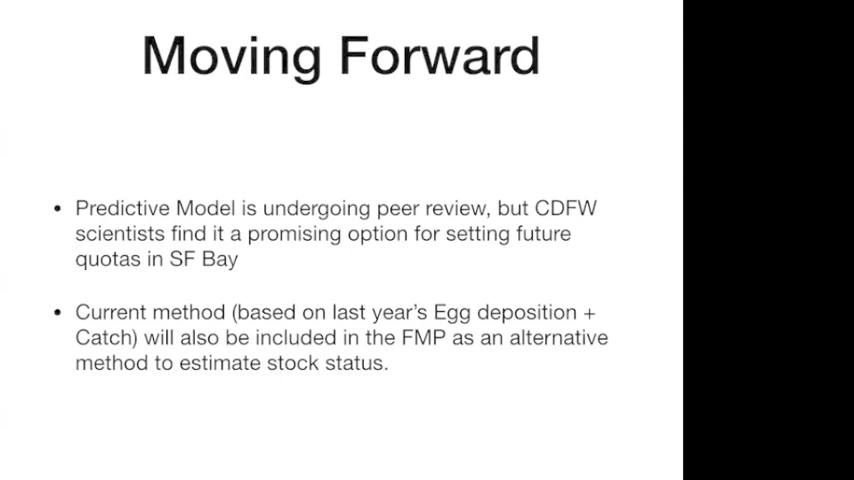 Moving Forward
• Predictive Model is undergoing peer review, but CDFW
scientists find it a promising option for setting future
quotas in SF Bay
• Current method (based on last year's Egg deposition +
Catch) will also be included in the FMP as an alternative
method to estimate stock status.